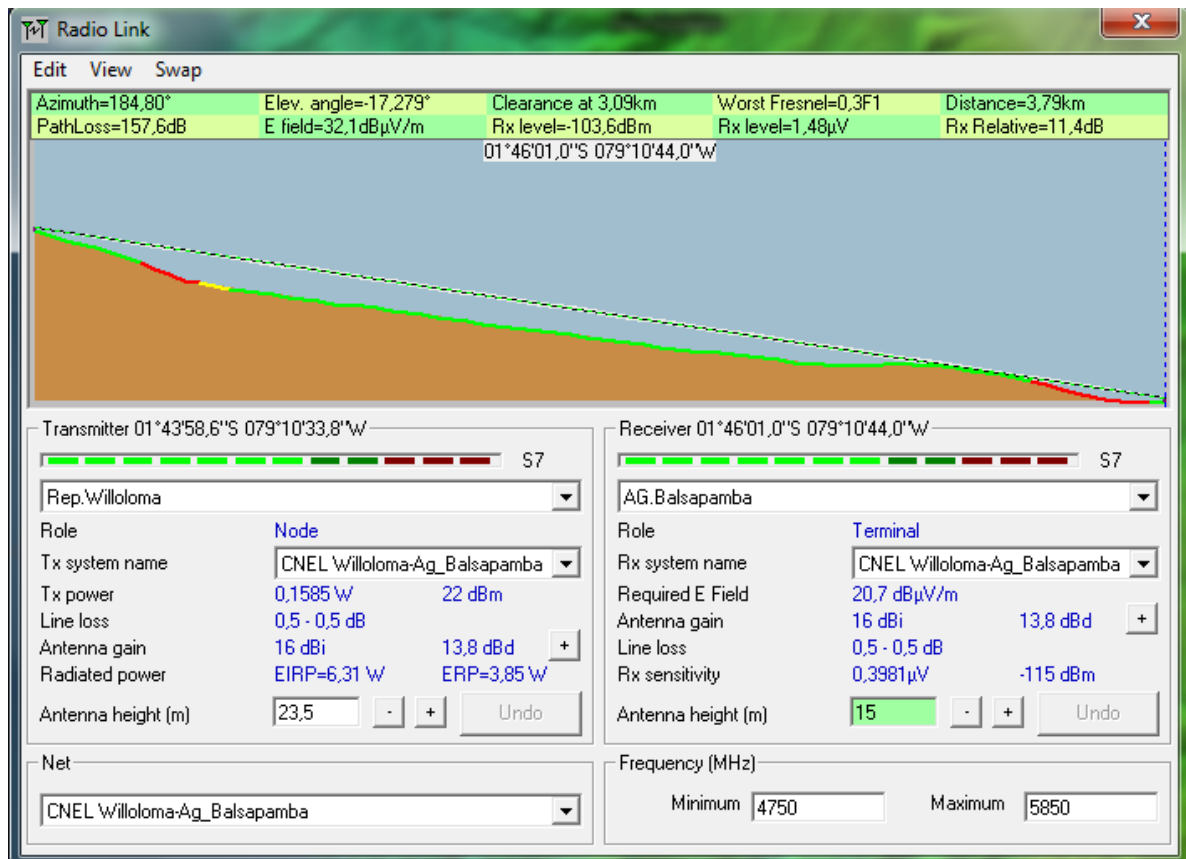 Radio Link
Edit View Swap
Azimuth=184,80° Elev. angle=-17,279° Clearance at 3,09km Worst Fresnel=0,3F1 Distance=3,79km
PathLoss=157,6dB E field=32,1dBµV/m Rx level=-103,6dBm Rx level=1,48µV Rx Relative=11,4dB
01°46'01,0''S 079°10'44,0''W
Transmitter 01°43'58,6''S 079°10'33,8''W
S7
Rep.Willoloma
Role Node
Tx system name CNEL Willoloma-Ag_Balsapamba
Tx power 0,1585 W 22 dBm
Line loss 0,5 - 0,5 dB
Antenna gain 16 dBi 13,8 dBd +
Radiated power EIRP=6,31 W ERP=3,85 W
Antenna height (m) 23,5 - + Undo
Receiver 01°46'01,0''S 079°10'44,0''W
S7
AG.Balsapamba
Role Terminal
Rx system name CNEL Willoloma-Ag_Balsapamba
Required E Field 20,7 dBµV/m
Antenna gain 16 dBi 13,8 dBd +
Line loss 0,5 - 0,5 dB
Rx sensitivity 0,3981µV -115 dBm
Antenna height (m) 15 - + Undo
Net
CNEL Willoloma-Ag_Balsapamba
Frequency (MHz)
Minimum 4750 Maximum 5850